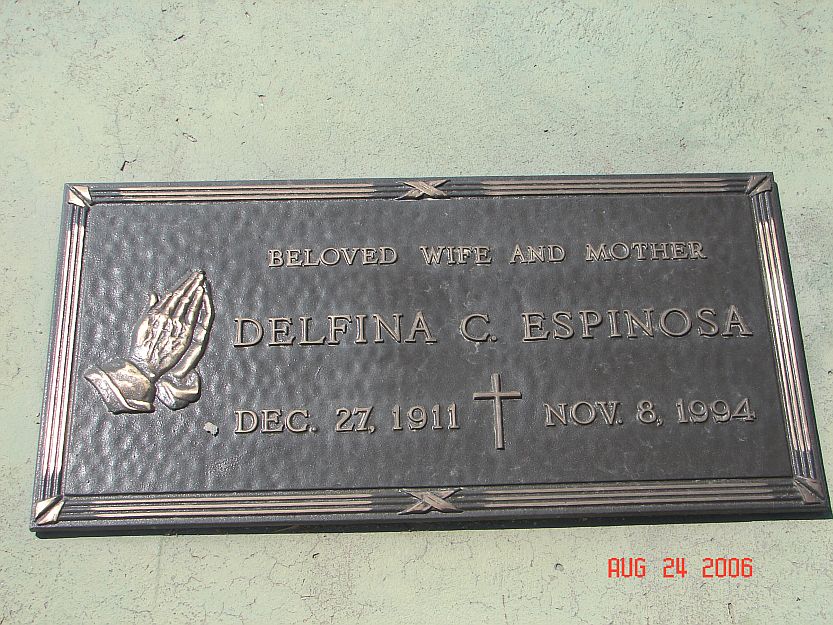 BELOVED WIFE AND MOTHER
DELFINA C. ESPINOSA
DEC. 27, 1911 NOV. 8, 1994
AUG 24 2006